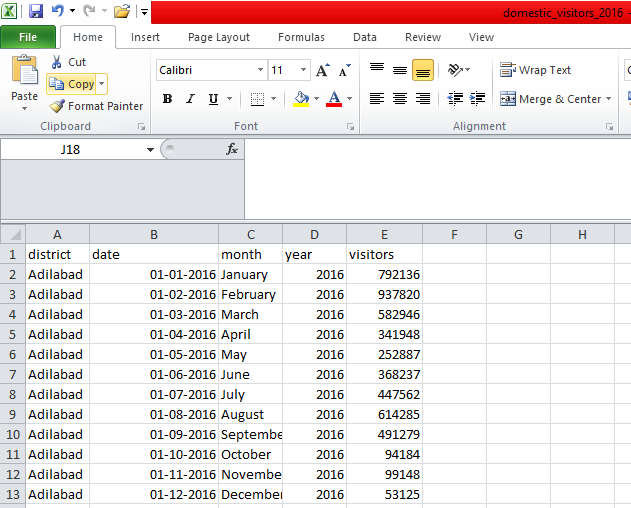 domestic_visitors_2016 -
File Home Insert Page Layout Formulas Data Review View
Paste
Cut
Copy
Format Painter
Clipboard
Calibri 11 A A
B I U A
Font
Wrap Text
Merge & Center
Alignment
J18 fx
A B C D E F G H
1 district date month year visitors
2 Adilabad 01-01-2016 January 2016 792136
3 Adilabad 01-02-2016 February 2016 937820
4 Adilabad 01-03-2016 March 2016 582946
5 Adilabad 01-04-2016 April 2016 341948
6 Adilabad 01-05-2016 May 2016 252887
7 Adilabad 01-06-2016 June 2016 368237
8 Adilabad 01-07-2016 July 2016 447562
9 Adilabad 01-08-2016 August 2016 614285
10 Adilabad 01-09-2016 Septembe 2016 491279
11 Adilabad 01-10-2016 October 2016 94184
12 Adilabad 01-11-2016 Novembe 2016 99148
13 Adilabad 01-12-2016 December 2016 53125